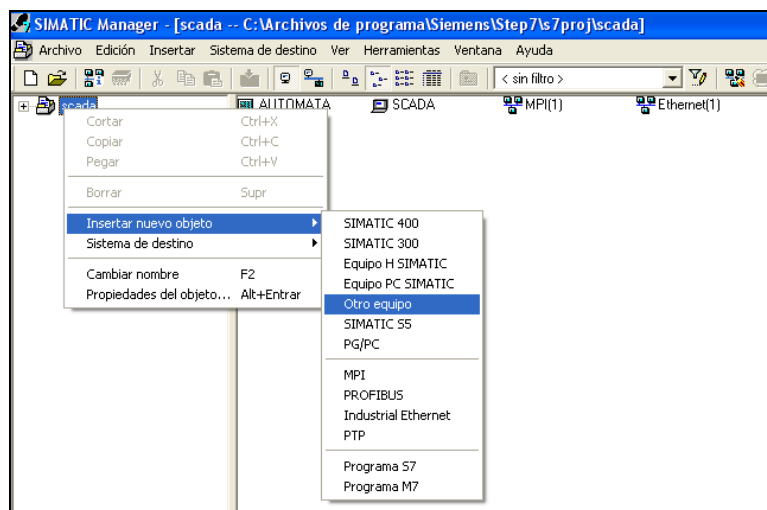 SIMATIC Manager - [scada -- C:\Archivos de programa\Siemens\Step7\s7proj\scada]
Archivo Edición Insertar Sistema de destino Ver Herramientas Ventana Ayuda
< sin filtro >
scada AUTOMATA SCADA MPI(1) Ethernet(1)
Cortar Ctrl+X
Copiar Ctrl+C
Pegar Ctrl+V
Borrar Supr
Insertar nuevo objeto
Sistema de destino
Cambiar nombre F2
Propiedades del objeto... Alt+Entrar
SIMATIC 400
SIMATIC 300
Equipo H SIMATIC
Equipo PC SIMATIC
Otro equipo
SIMATIC S5
PG/PC
MPI
PROFIBUS
Industrial Ethernet
PTP
Programa S7
Programa M7